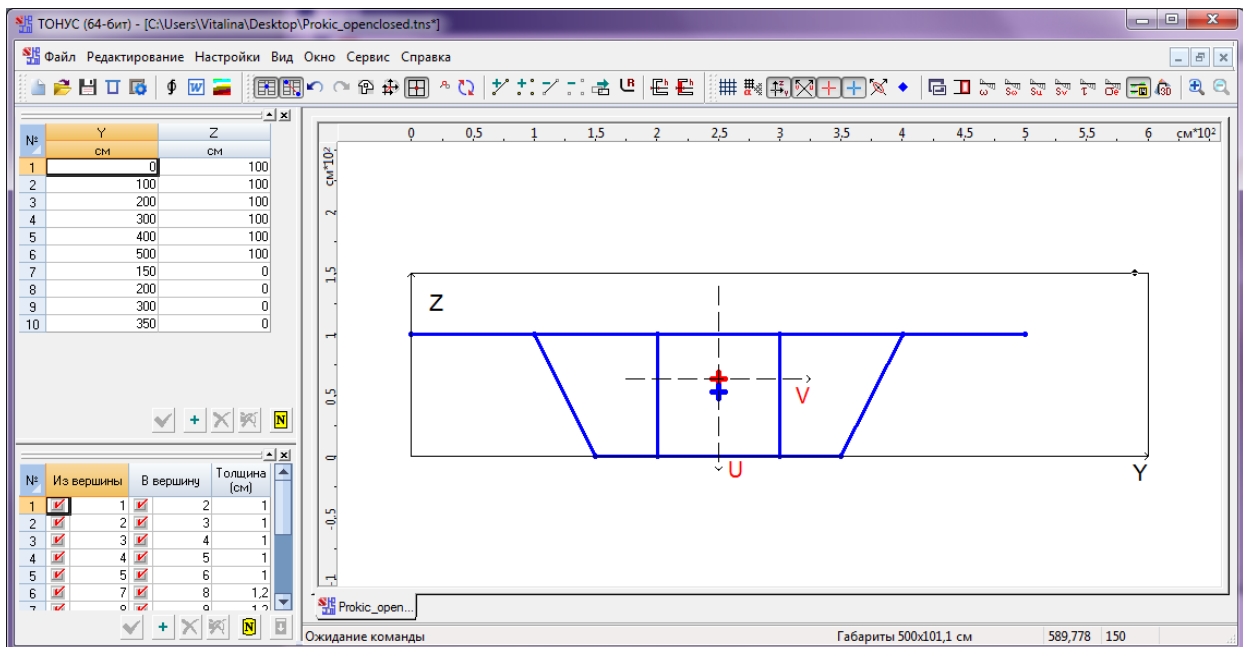 ТОНУС (64-бит) - [C:\Users\Vitalina\Desktop\Prokic_openclosed.tns*]
Файл Редактирование Настройки Вид Окно Сервис Справка
№ Y Z
см см
1 0 100
2 100 100
3 200 100
4 300 100
5 400 100
6 500 100
7 150 0
8 200 0
9 300 0
10 350 0
№ Из вершины В вершину Толщина (см)
1 1 2 1
2 2 3 1
3 3 4 1
4 4 5 1
5 5 6 1
6 7 8 1,2
7 8 9 1,2
0 0,5 1 1,5 2 2,5 3 3,5 4 4,5 5 5,5 6 см*10²
см*10²
2
1,5
1
0,5
0
-0,5
-1
Z
V
U
Y
Prokic_open...
Ожидание команды
Габариты 500x101,1 см
589,778 150